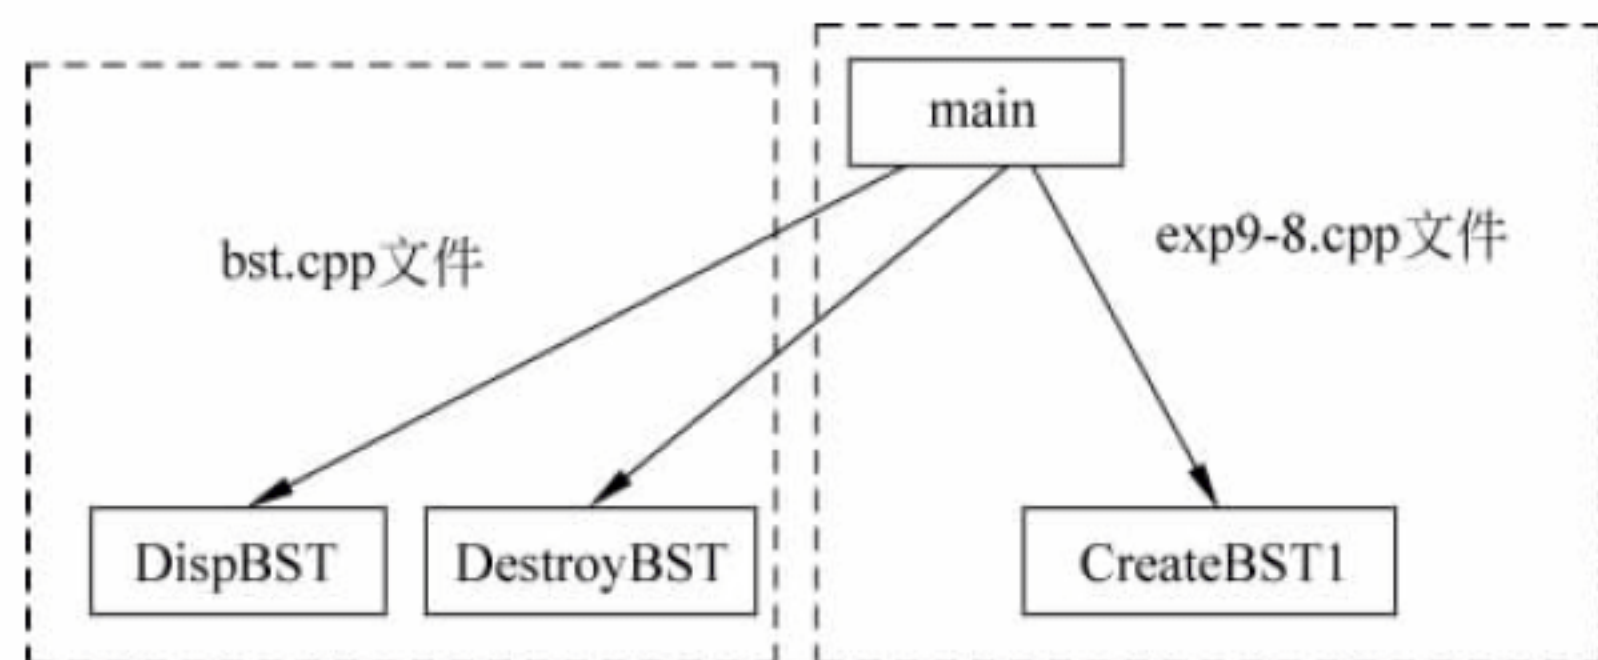 main
bst.cpp文件
exp9-8.cpp文件
DispBST
DestroyBST
CreateBST1